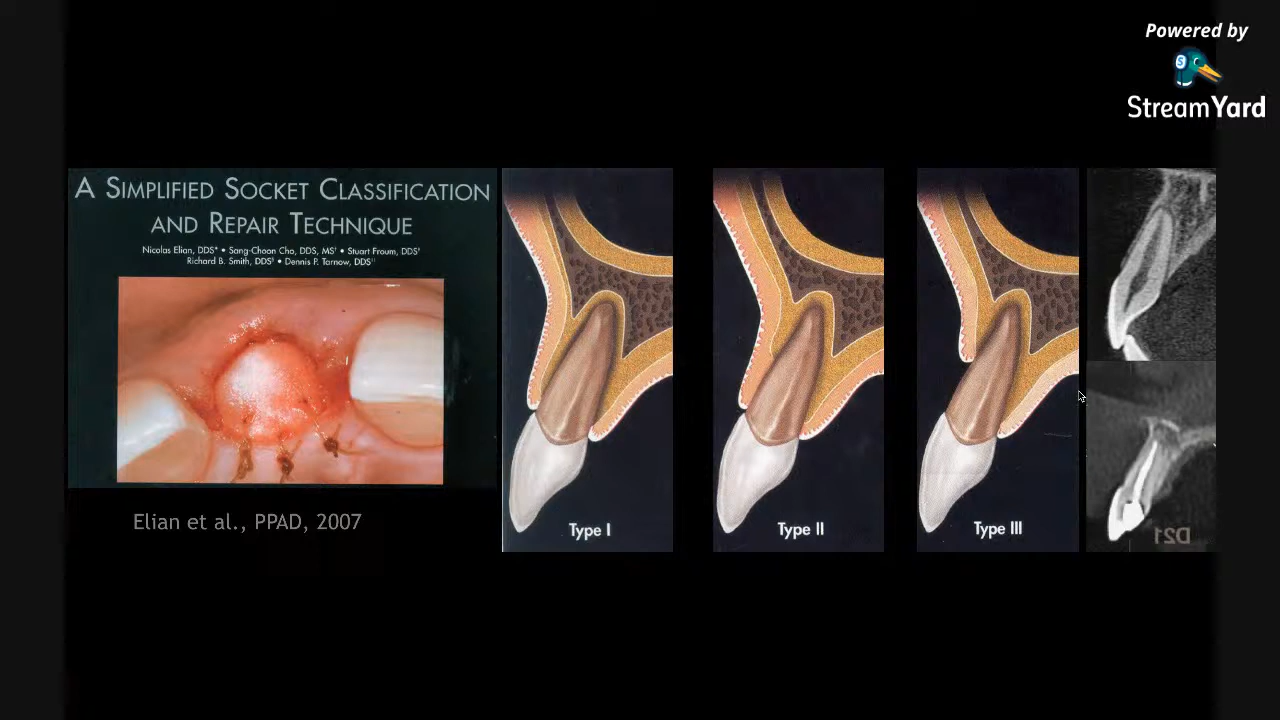 Powered by
StreamYard
A SIMPLIFIED SOCKET CLASSIFICATION
AND REPAIR TECHNIQUE
Nicolas Elian, DDS* • Sang-Choon Cho, DDS, MS† • Stuart Froum, DDS‡
Richard B. Smith, DDS§ • Dennis P. Tarnow, DDS
Elian et al., PPAD, 2007
Type I
Type II
Type III
D21